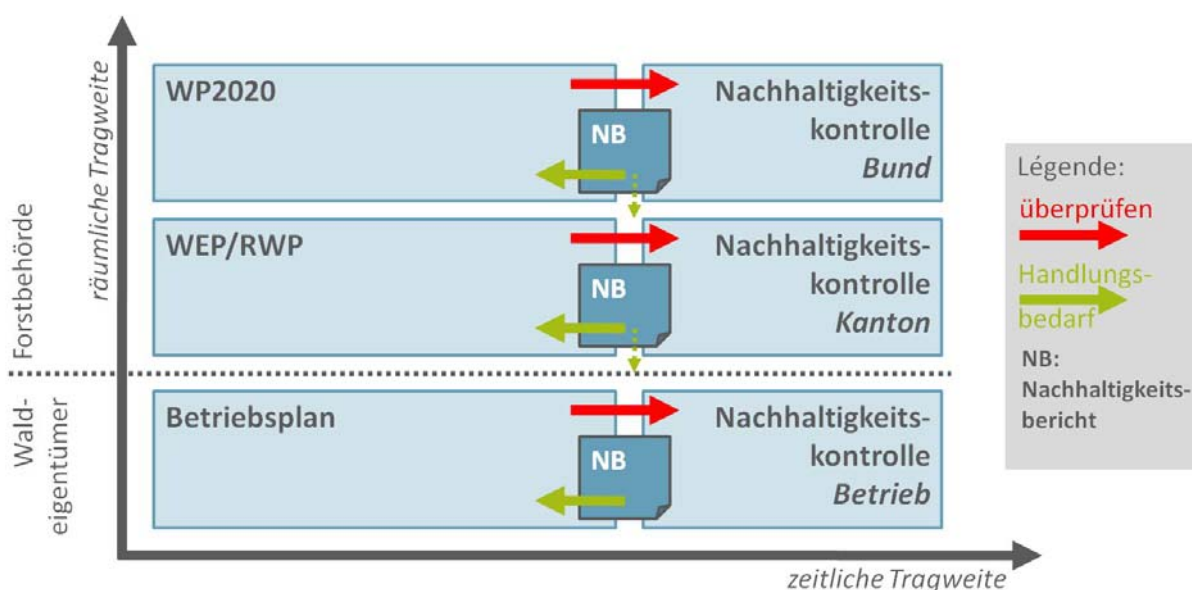 räumliche Tragweite
Forstbehörde
Wald-
eigentümer
WP2020
NB
Nachhaltigkeits-
kontrolle
Bund
WEP/RWP
NB
Nachhaltigkeits-
kontrolle
Kanton
Betriebsplan
NB
Nachhaltigkeits-
kontrolle
Betrieb
zeitliche Tragweite
Légende:
überprüfen
Handlungs-
bedarf
NB:
Nachhaltigkeits-
bericht